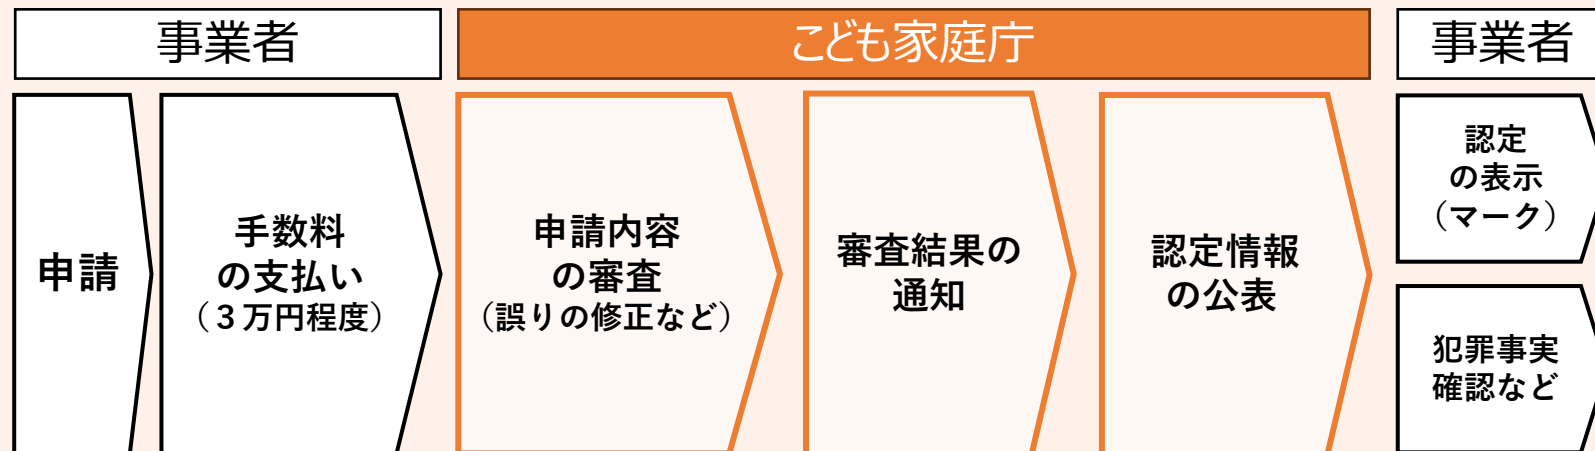 事業者
こども家庭庁
事業者
申請
手数料
の支払い
（３万円程度）
申請内容
の審査
（誤りの修正など）
審査結果の
通知
認定情報
の公表
認定
の表示
（マーク）
犯罪事実
確認など